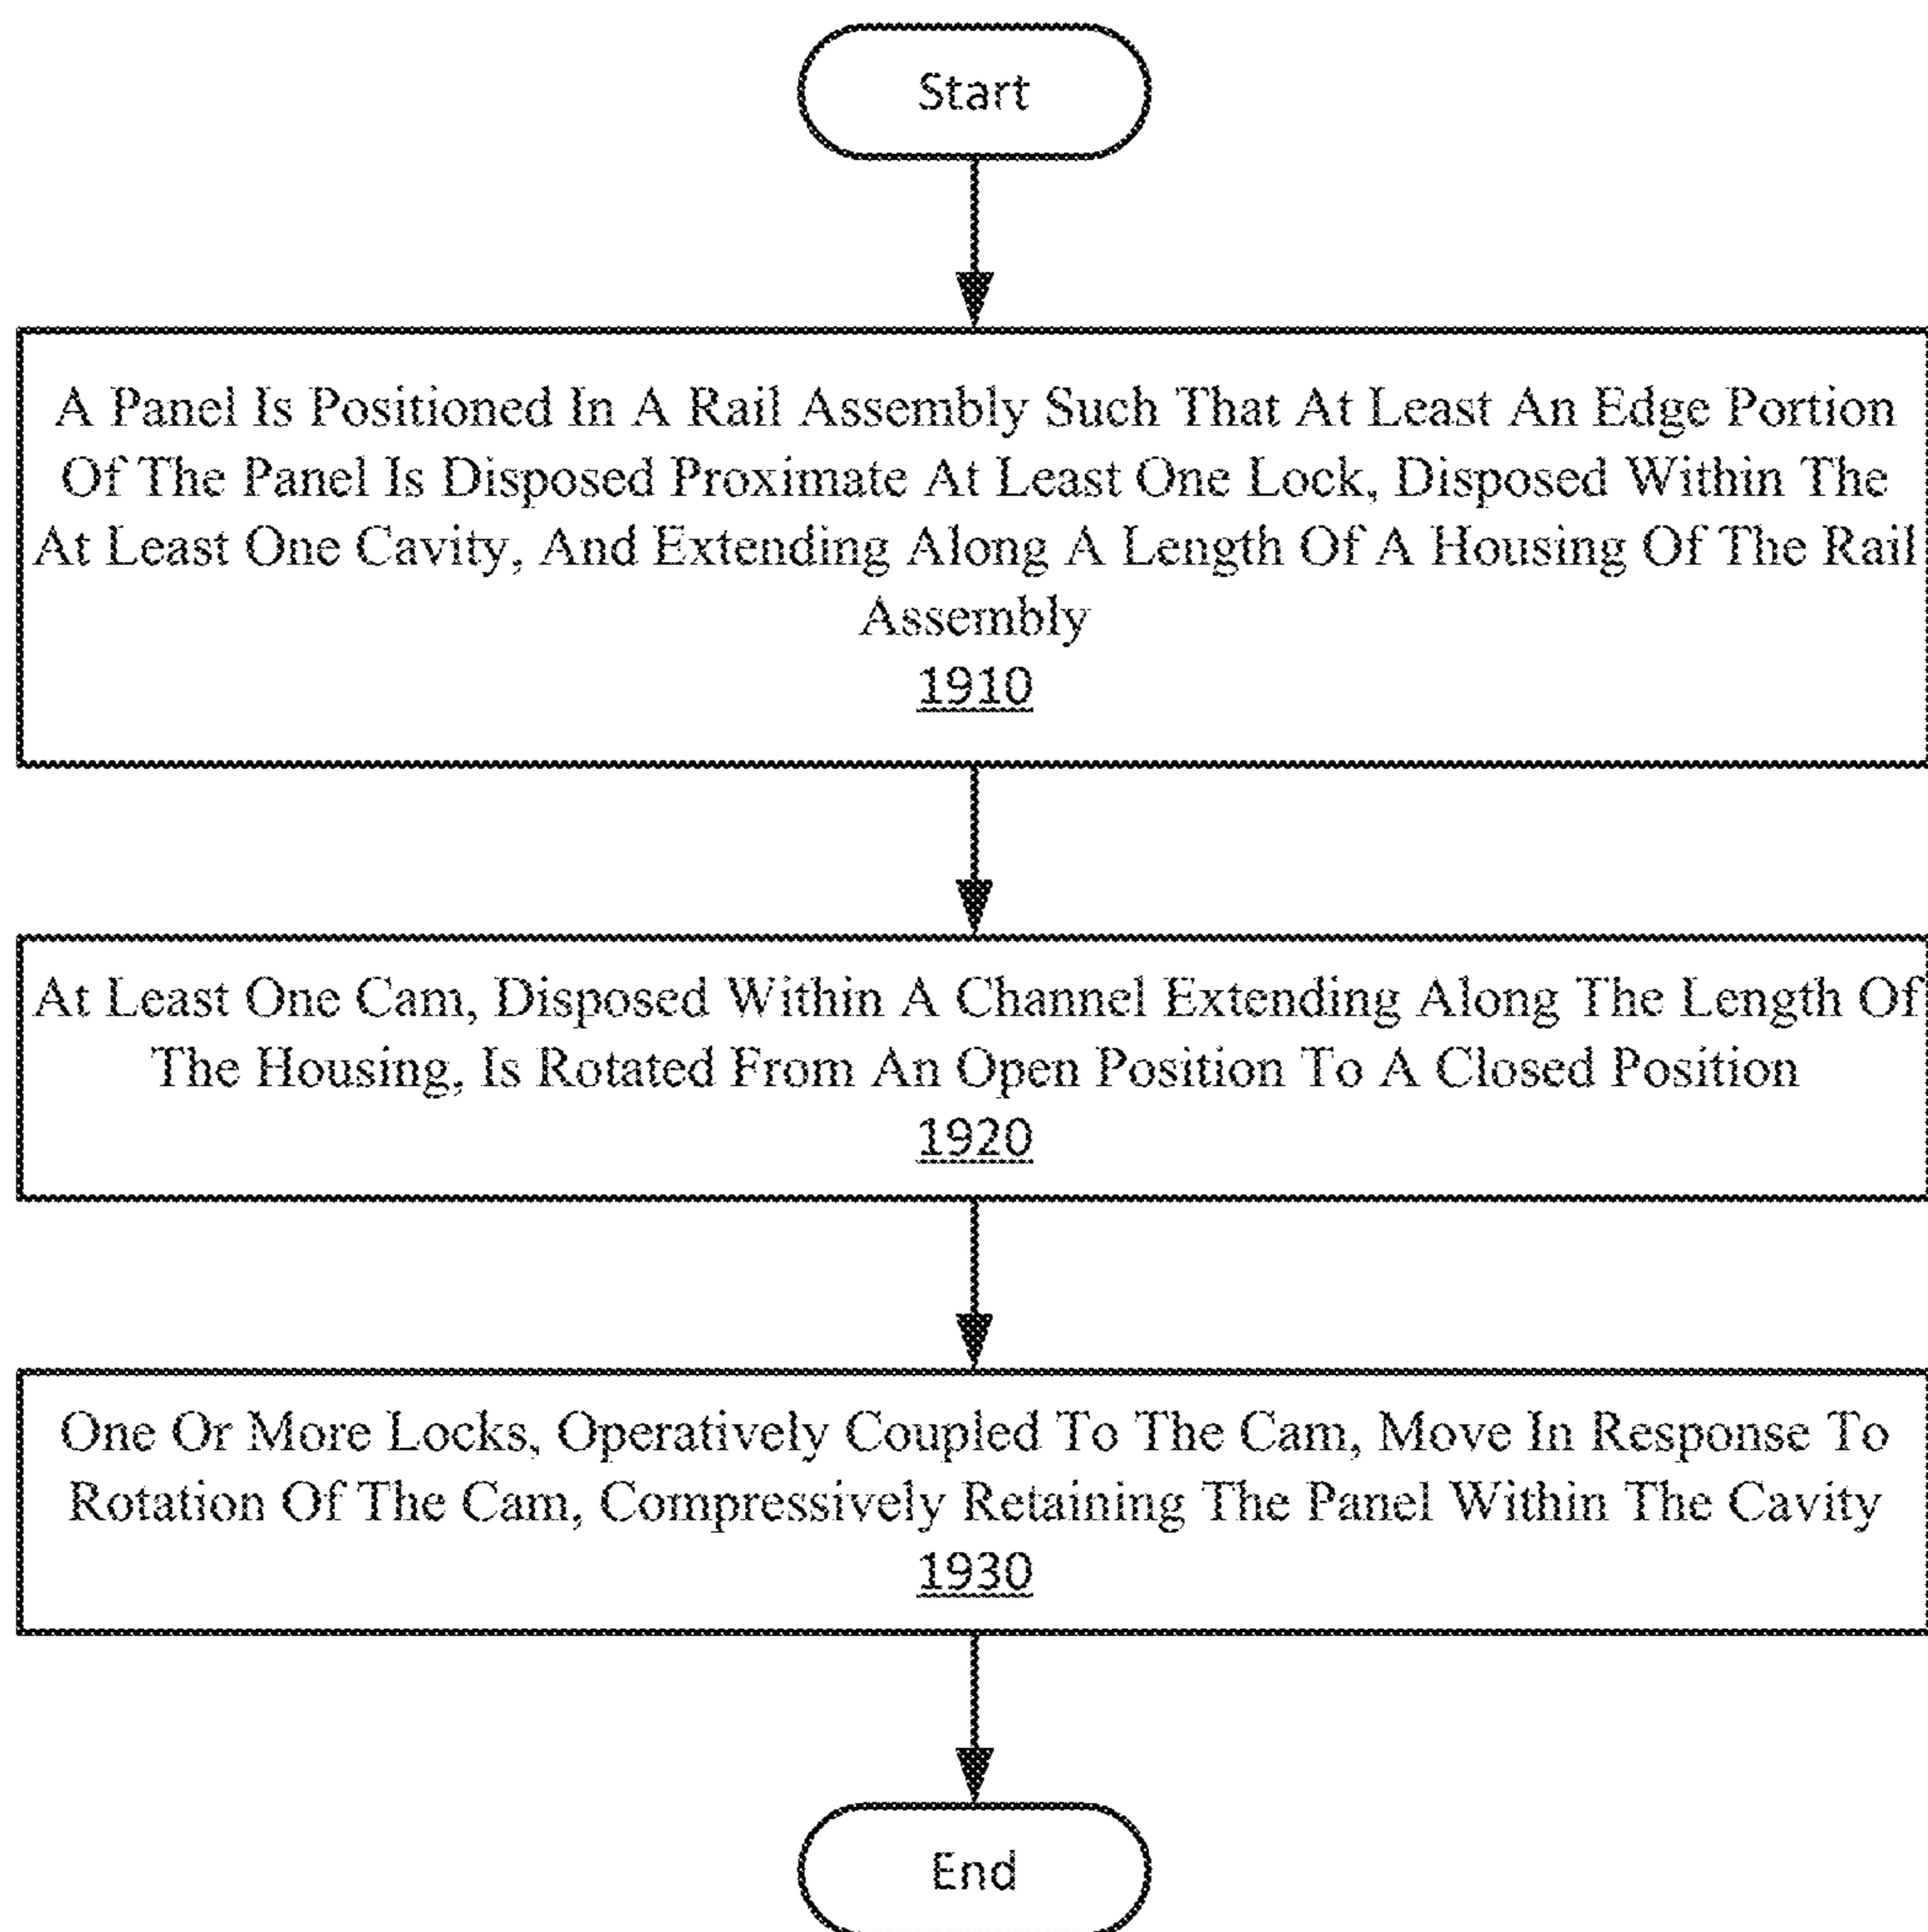 Start
A Panel Is Positioned In A Rail Assembly Such That At Least An Edge Portion
Of The Panel Is Disposed Proximate At Least One Lock, Disposed Within The
At Least One Cavity, And Extending Along A Length Of A Housing Of The Rail
Assembly
1910
At Least One Cam, Disposed Within A Channel Extending Along The Length Of
The Housing, Is Rotated From An Open Position To A Closed Position
1920
One Or More Locks, Operatively Coupled To The Cam, Move In Response To
Rotation Of The Cam, Compressively Retaining The Panel Within The Cavity
1930
End